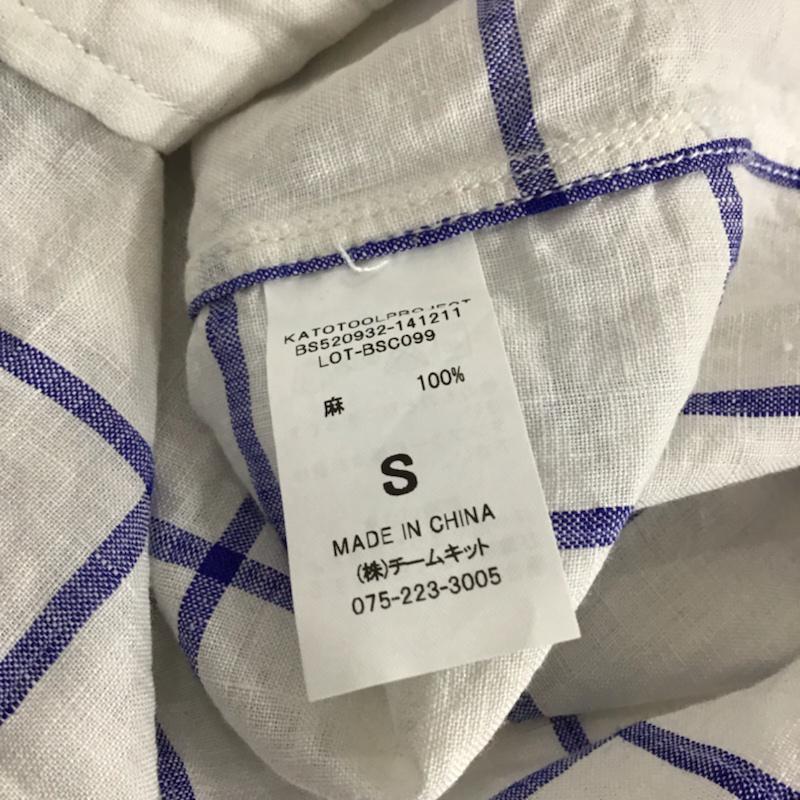 KATOTOOLPROJECT
BS520932-141211
LOT-BSC099
麻 100%
S
MADE IN CHINA
(株)チームキット
075-223-3005